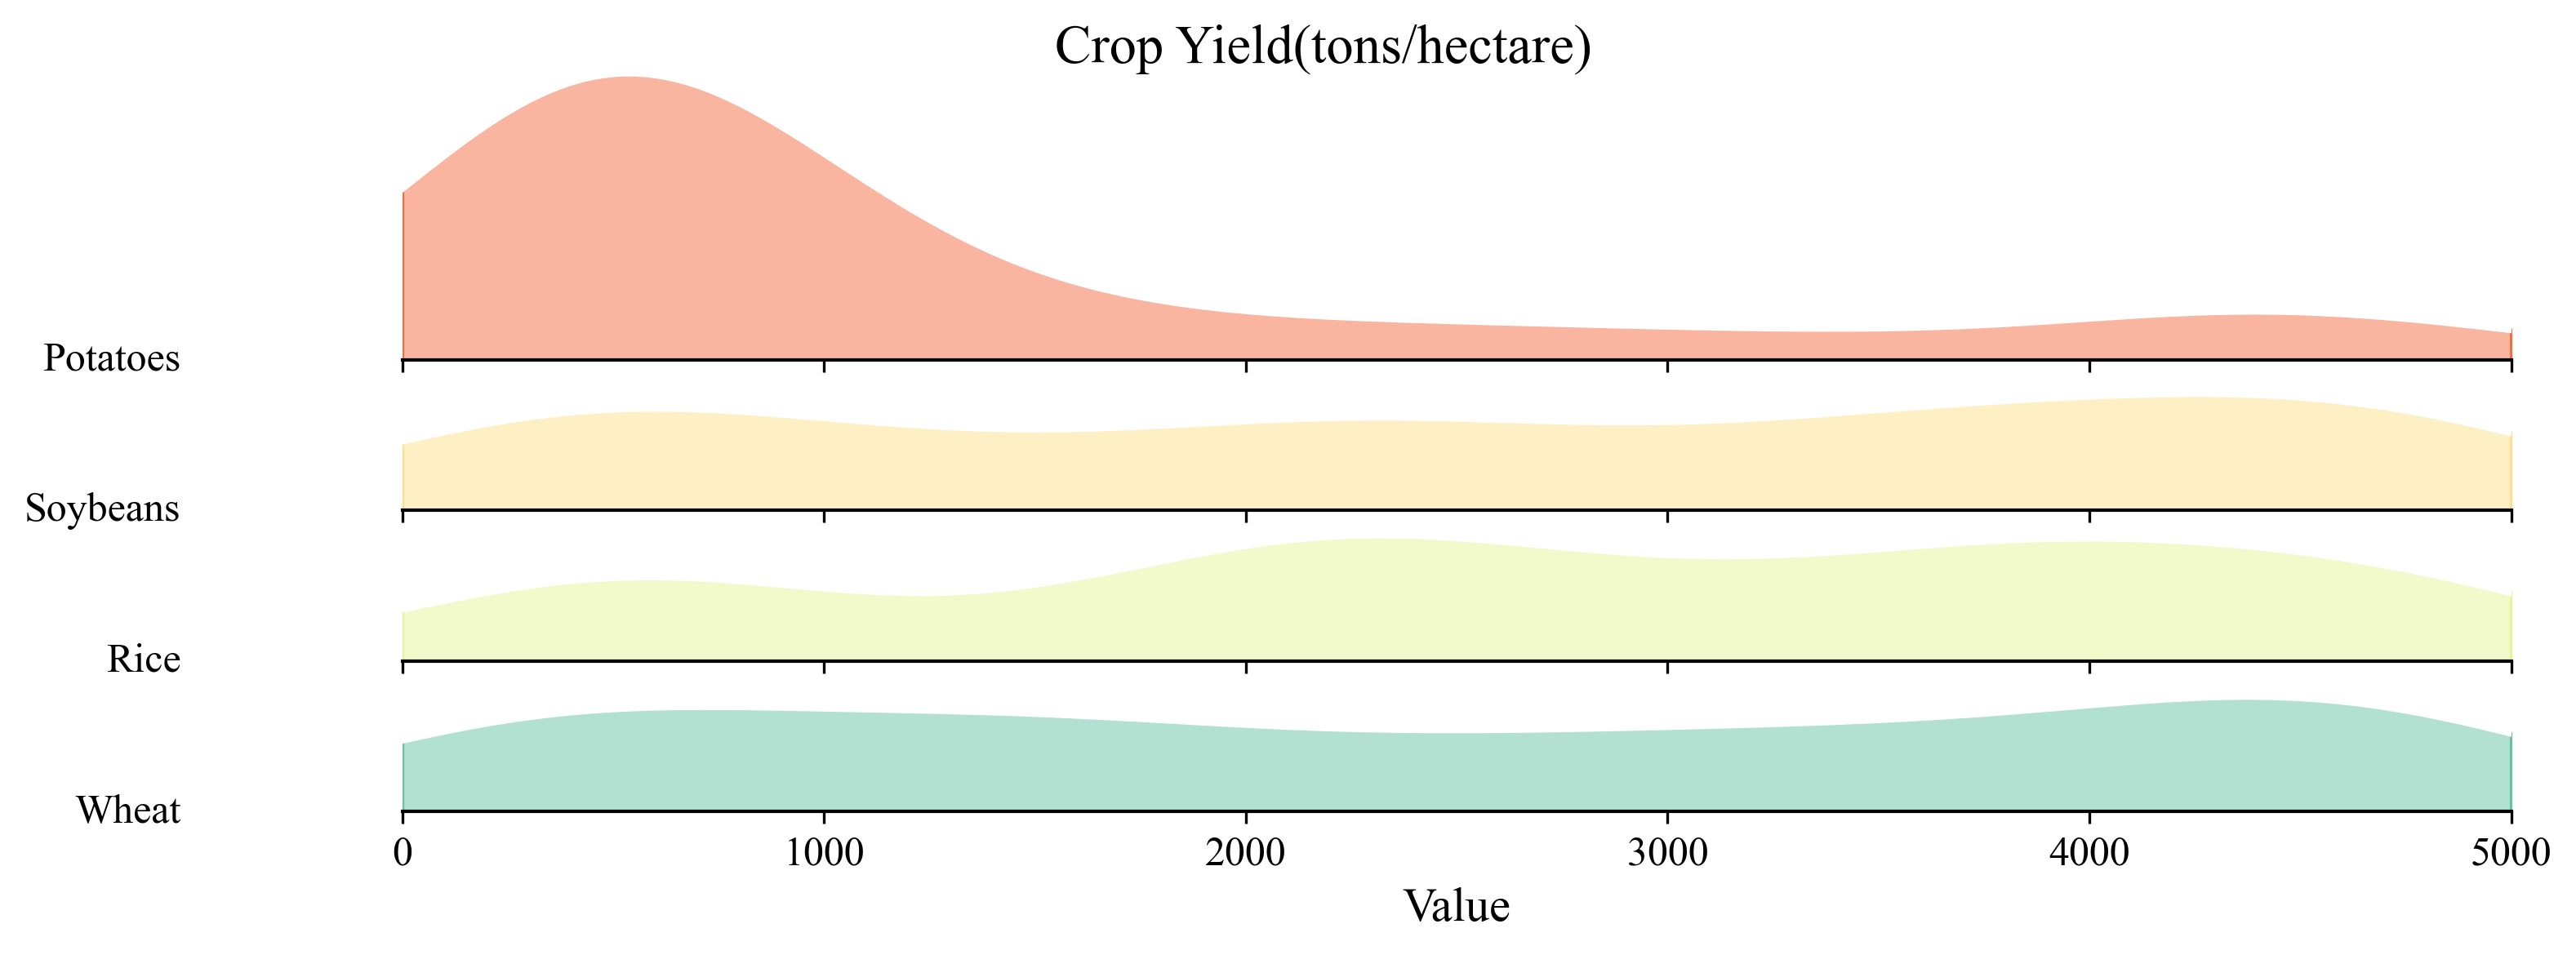 Crop Yield(tons/hectare)
Potatoes
Soybeans
Rice
Wheat
0 1000 2000 3000 4000 5000
Value